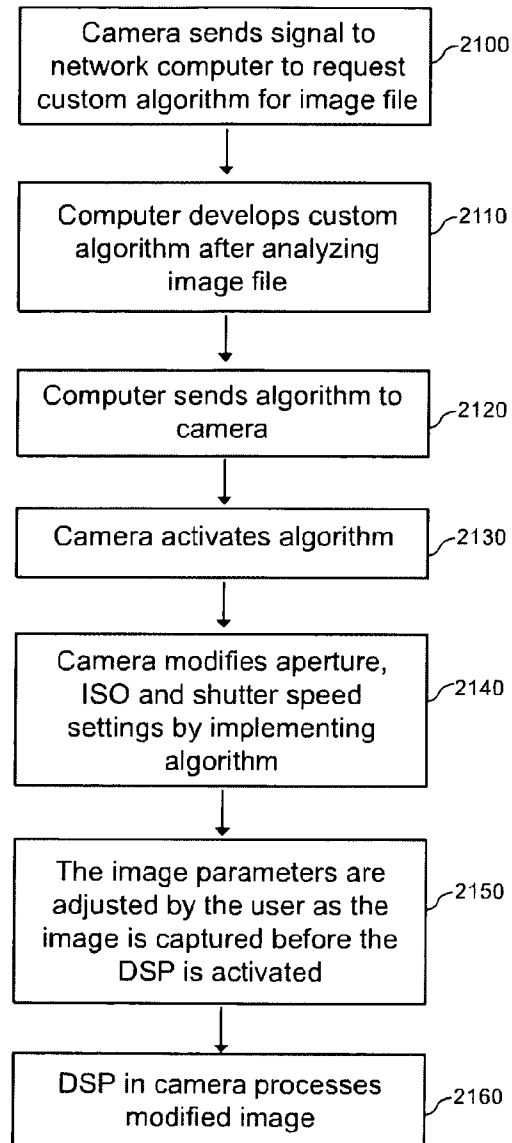 Camera sends signal to
network computer to request
custom algorithm for image file
2100
Computer develops custom
algorithm after analyzing
image file
2110
Computer sends algorithm to
camera
2120
Camera activates algorithm
2130
Camera modifies aperture,
ISO and shutter speed
settings by implementing
algorithm
2140
The image parameters are
adjusted by the user as the
image is captured before the
DSP is activated
2150
DSP in camera processes
modified image
2160